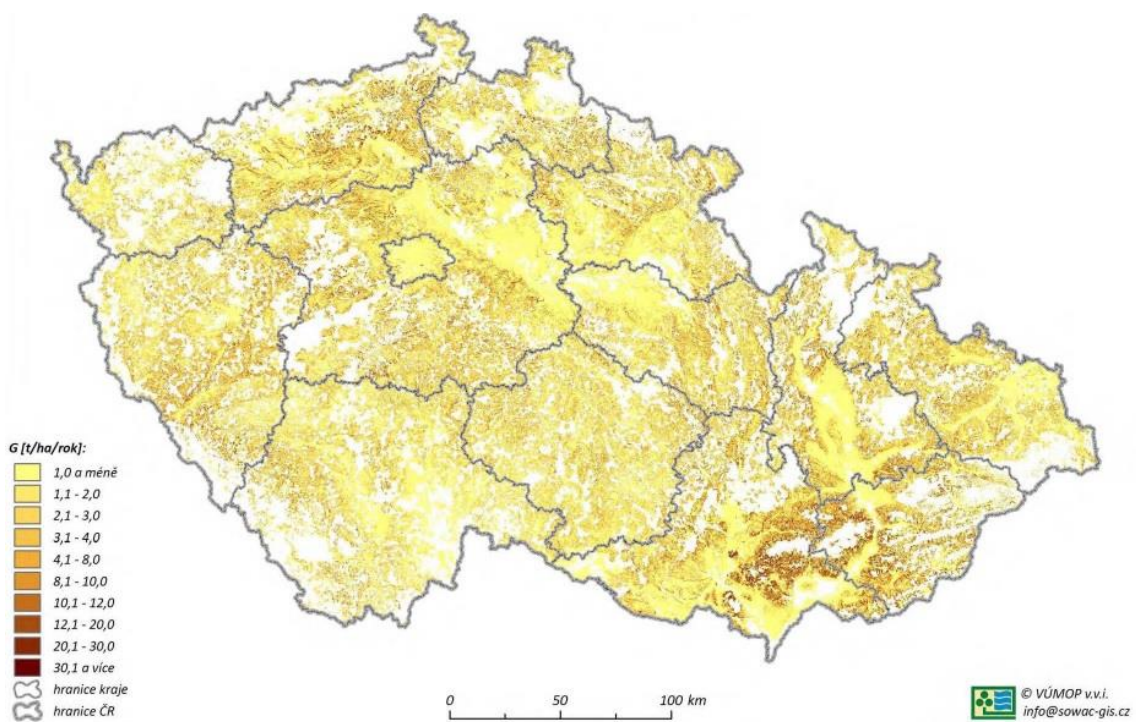 G [t/ha/rok]:
1,0 a méně
1,1 - 2,0
2,1 - 3,0
3,1 - 4,0
4,1 - 8,0
8,1 - 10,0
10,1 - 12,0
12,1 - 20,0
20,1 - 30,0
30,1 a více
hranice kraje
hranice ČR
0 50 100 km
© VÚMOP v.v.i.
info@sowac-gis.cz